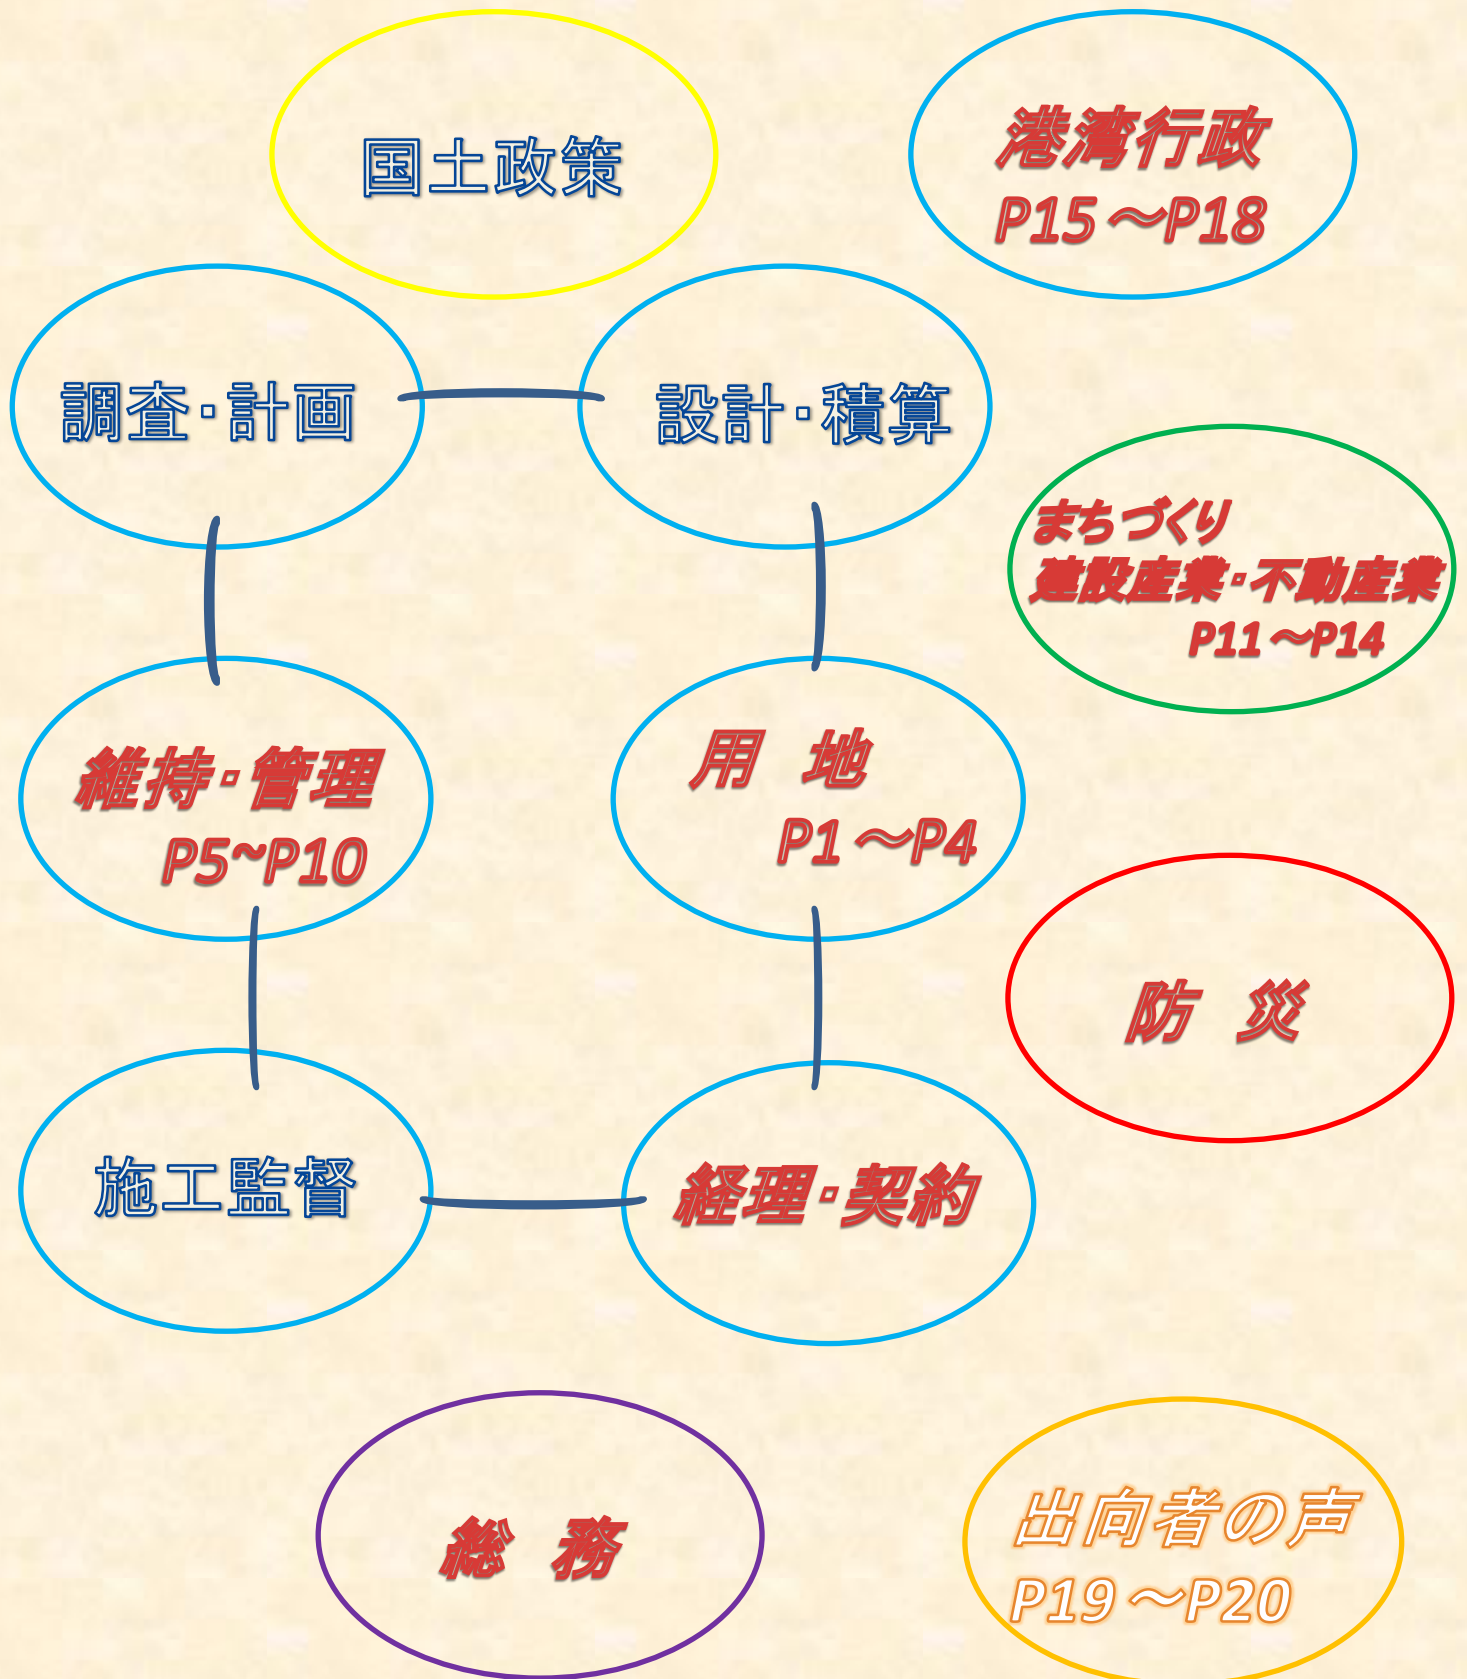 国土政策
港湾行政
P15～P18
調査・計画
設計・積算
まちづくり
建設産業・不動産業
P11～P14
維持・管理
P5~P10
用 地
P1～P4
防 災
施工監督
経理・契約
総 務
出向者の声
P19～P20